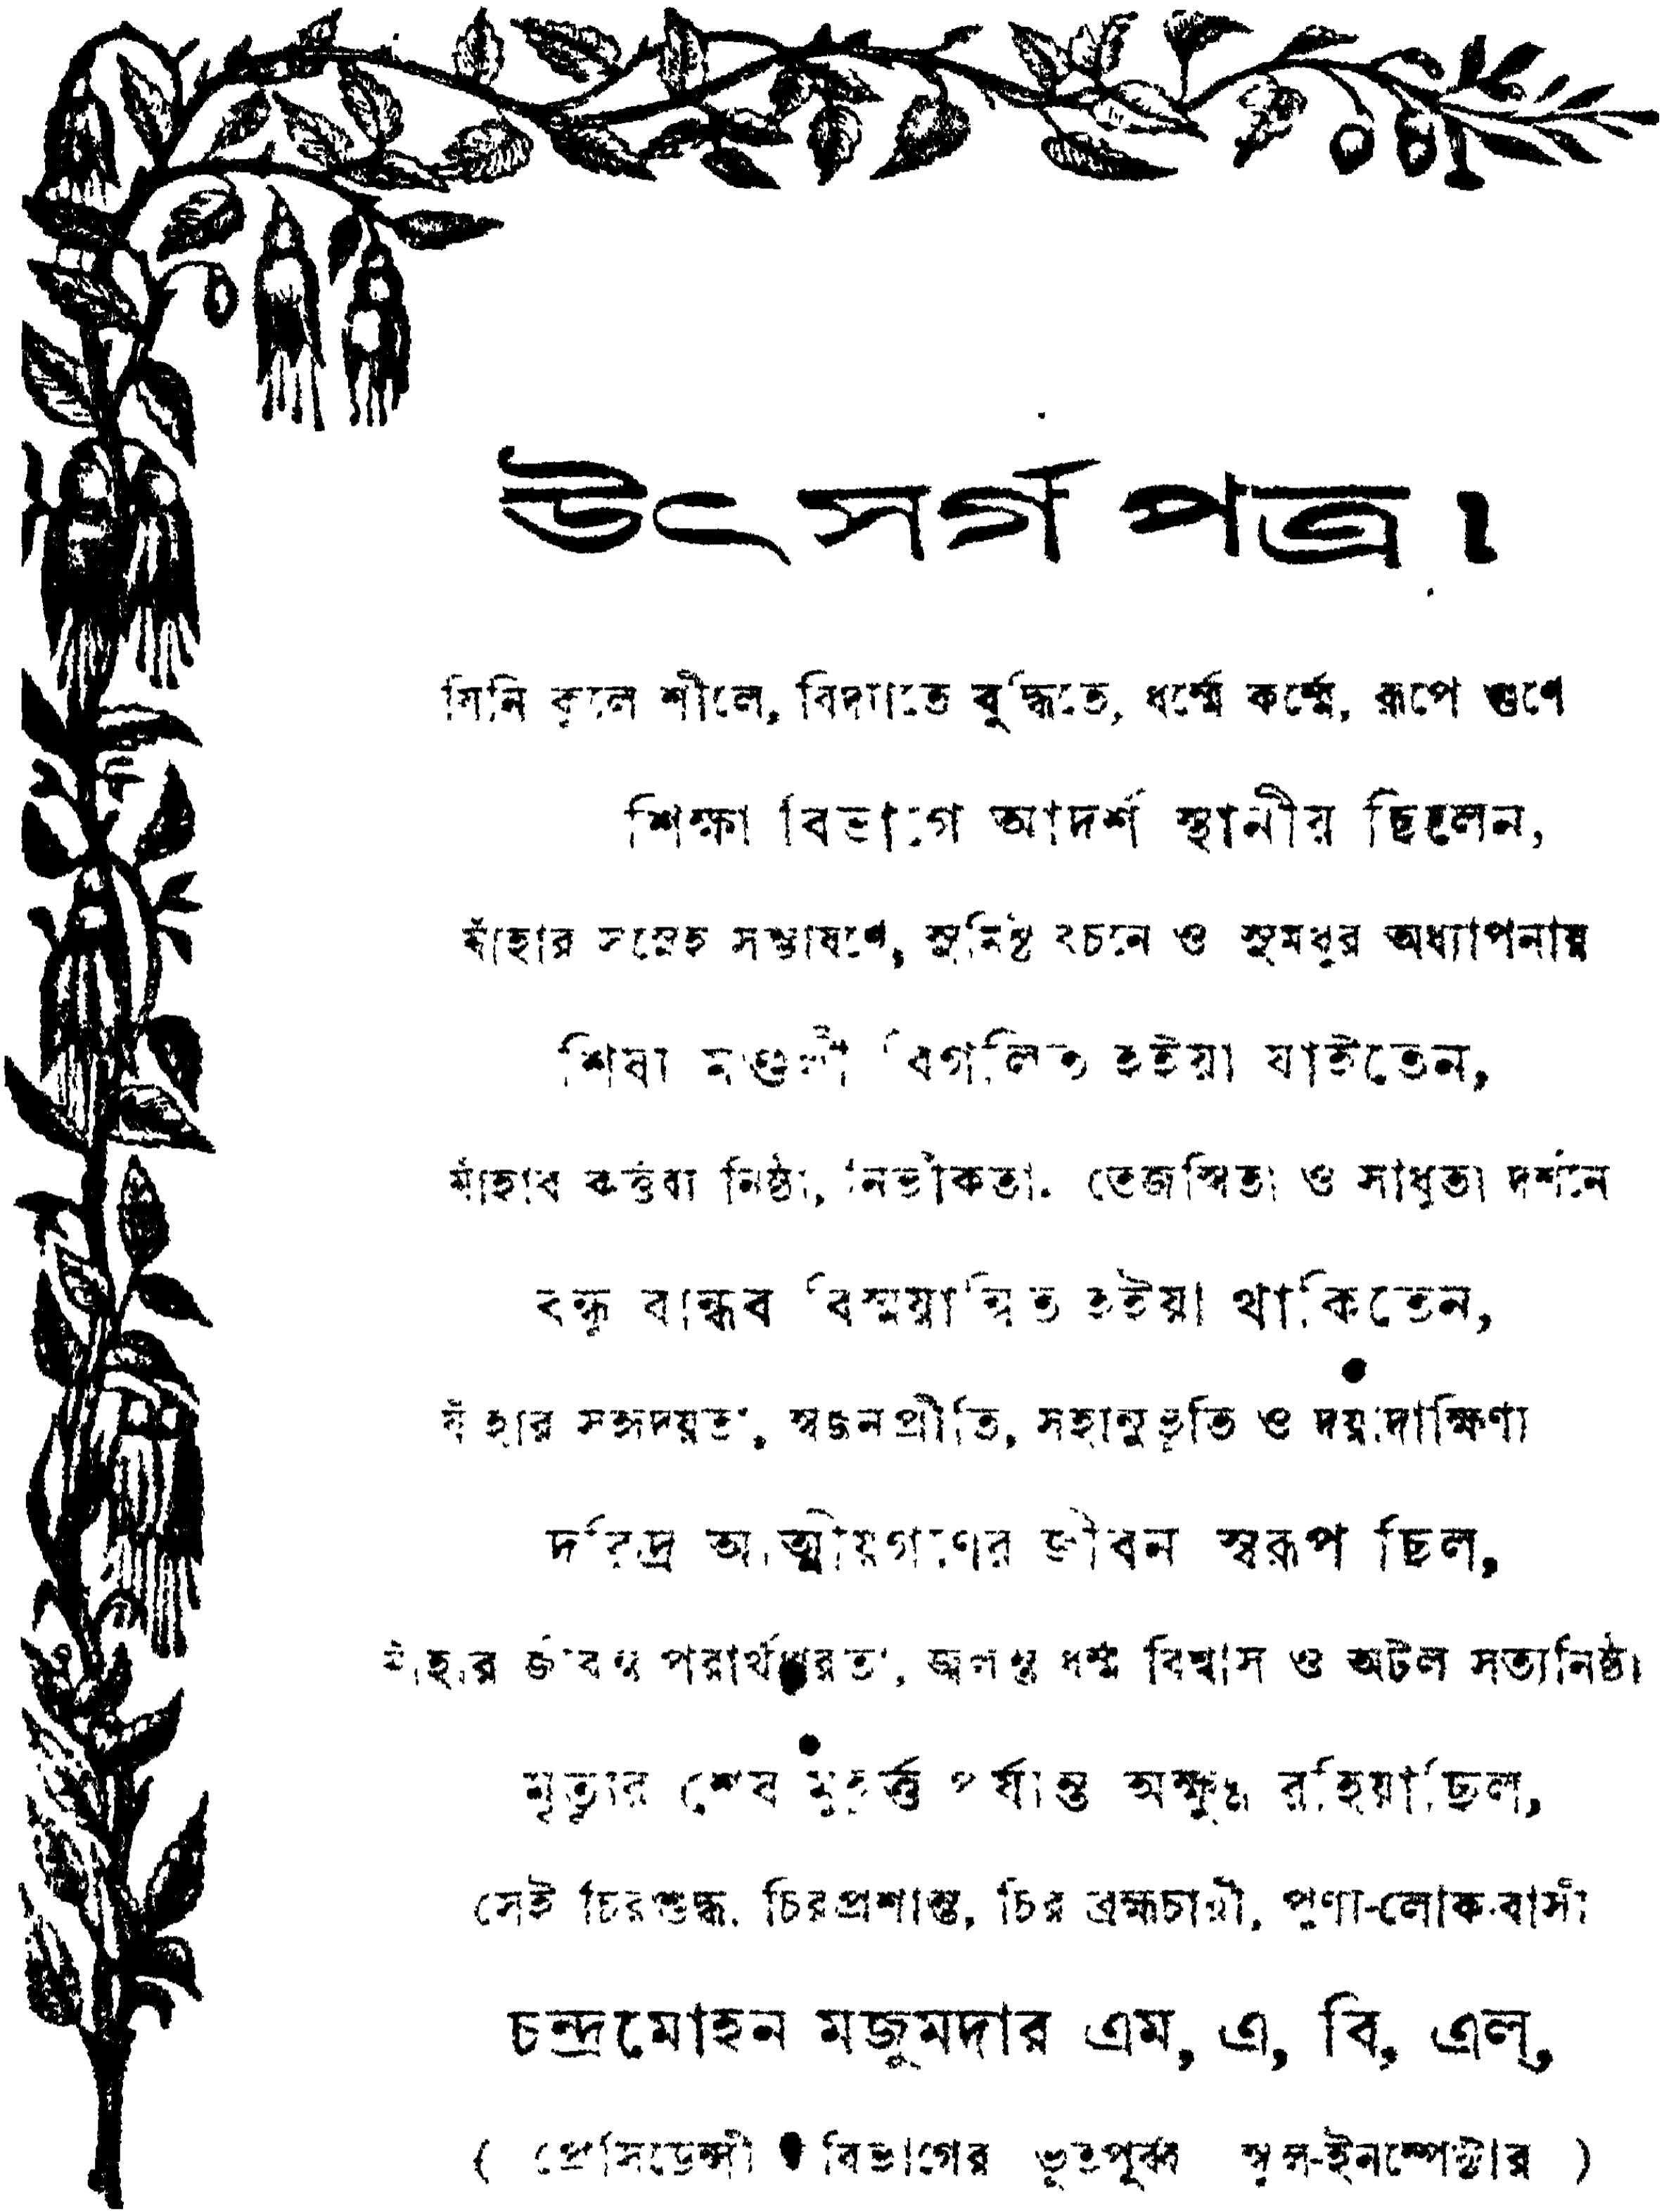 উৎসর্গ পত্র।
যিনি কুলে শীলে, বিদ্যাতে বুদ্ধিতে, ধর্ম্মে কর্ম্মে, রূপে গুণে
শিক্ষা বিভাগে আদর্শ স্থানীয় ছিলেন,
যাঁহার সস্নেহ সম্ভাষণে, সুমিষ্ট বচনে ও সুমধুর অধ্যাপনায়
শিষ্য মণ্ডলী বিগলিত হইয়া যাইতেন,
যাঁহার কর্ত্তব্য নিষ্ঠা, নির্ভীকতা, তেজস্বিতা ও সাধুতা দর্শনে
বন্ধু বান্ধব বিস্ময়ান্বিত হইয়া থাকিতেন,
যাঁহার সহৃদয়তা, স্বজনপ্রীতি, সহানুভূতি ও দয়াদাক্ষিণ্য
দরিদ্র আত্মীয়গণের জীবন স্বরূপ ছিল,
যাঁহার জীবন্ত পরার্থপরতা, জ্বলন্ত ধর্ম্ম বিশ্বাস ও অটল সত্যনিষ্ঠা
মৃত্যুর শেষ মুহূর্ত্ত পর্য্যন্ত অক্ষুণ্ণ রহিয়াছিল,
সেই চিরশুদ্ধ, চিরপ্রশান্ত, চির ব্রহ্মচারী, পুণ্য-লোক-বাসী
চন্দ্রমোহন মজুমদার এম, এ, বি, এল্,
( প্রেসিডেন্সী বিভাগের ভূতপূর্ব্ব স্কুল-ইনস্পেক্টার )